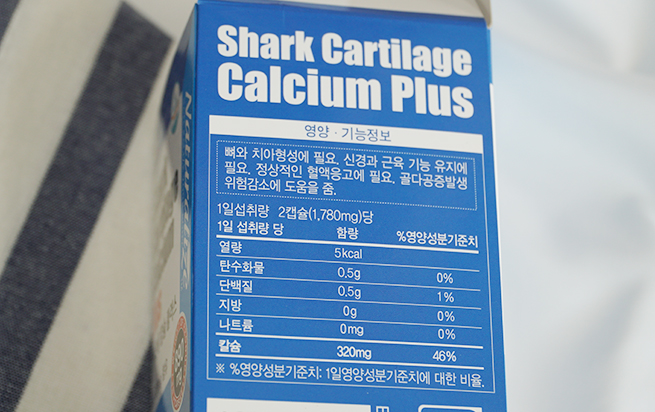 Shark Cartilage
Calcium Plus
영양 · 기능정보
뼈와 치아형성에 필요. 신경과 근육 기능 유지에
필요. 정상적인 혈액응고에 필요. 골다공증발생
위험감소에 도움을 줌.
1일섭취량 2캡슐(1,780mg)당
1일 섭취량 당 함량 %영양성분기준치
열량 5kcal
탄수화물 0.5g 0%
단백질 0.5g 1%
지방 0g 0%
나트륨 0mg 0%
칼슘 320mg 46%
※ %영양성분기준치: 1일영양성분기준치에 대한 비율.